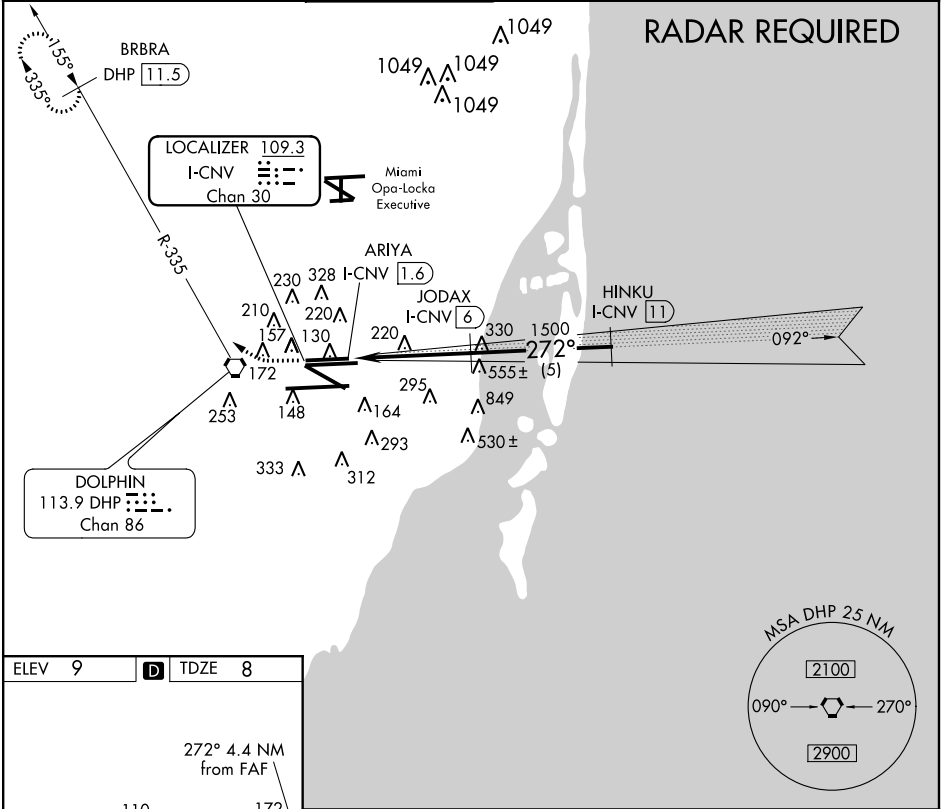 RADAR REQUIRED
1049
1049
1049
1049
155°
335°
BRBRA
DHP 11.5
LOCALIZER 109.3
I-CNV
Chan 30
Miami
Opa-Locka
Executive
R-335
ARIYA
I-CNV 1.6
JODAX
I-CNV 6
HINKU
I-CNV 11
230
328
210
220
157
130
220
330
1500
272°
(5)
092°
172
555±
253
148
164
295
849
293
530±
333
312
DOLPHIN
113.9 DHP
Chan 86
MSA DHP 25 NM
2100
090°
270°
2900
ELEV 9
D
TDZE 8
272° 4.4 NM
from FAF